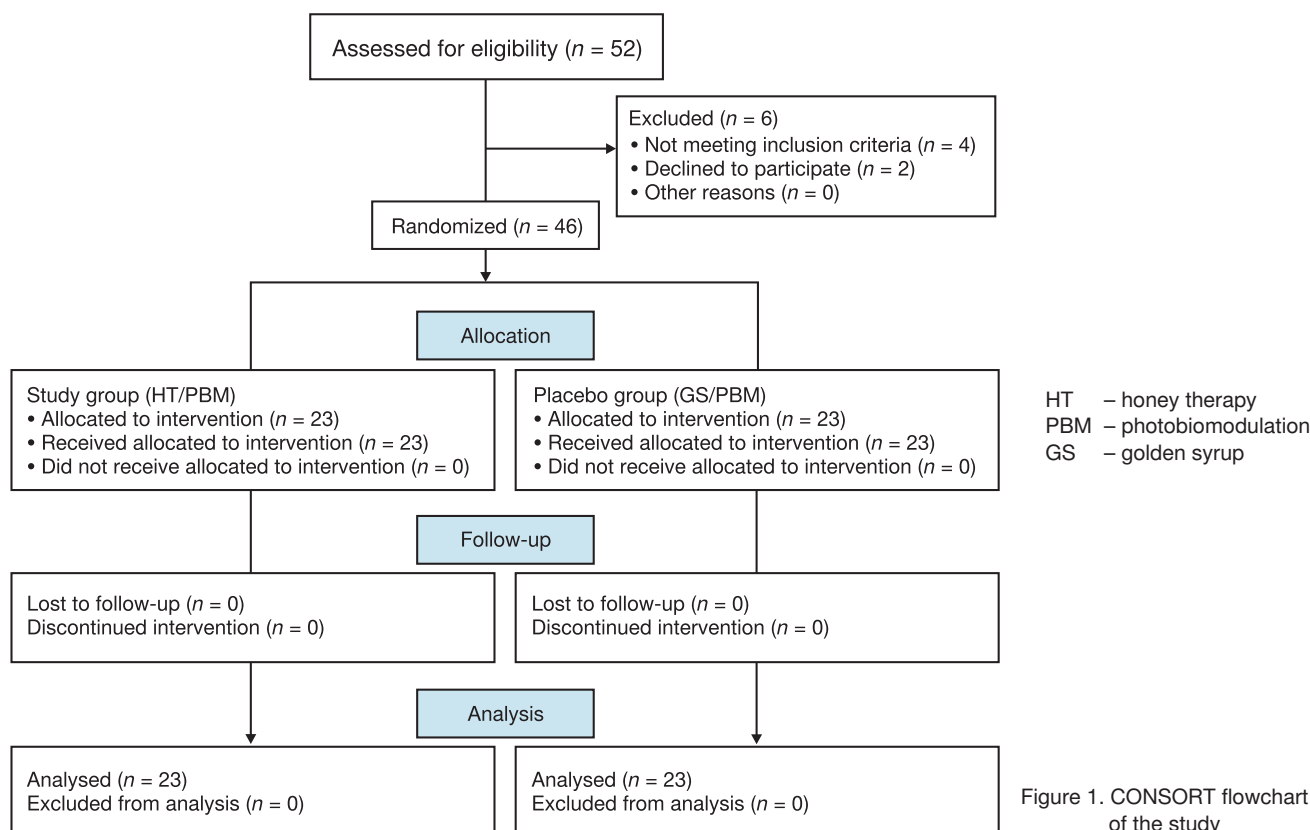 Assessed for eligibility (n = 52)
Excluded (n = 6)
• Not meeting inclusion criteria (n = 4)
• Declined to participate (n = 2)
• Other reasons (n = 0)
Randomized (n = 46)
Allocation
Study group (HT/PBM)
• Allocated to intervention (n = 23)
• Received allocated to intervention (n = 23)
• Did not receive allocated to intervention (n = 0)
Placebo group (GS/PBM)
• Allocated to intervention (n = 23)
• Received allocated to intervention (n = 23)
• Did not receive allocated to intervention (n = 0)
HT – honey therapy
PBM – photobiomodulation
GS – golden syrup
Follow-up
Lost to follow-up (n = 0)
Discontinued intervention (n = 0)
Lost to follow-up (n = 0)
Discontinued intervention (n = 0)
Analysis
Analysed (n = 23)
Excluded from analysis (n = 0)
Analysed (n = 23)
Excluded from analysis (n = 0)
Figure 1. CONSORT flowchart
of the study